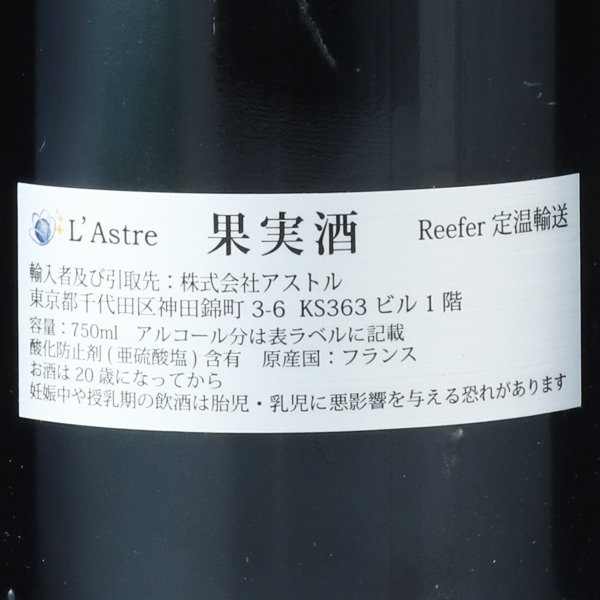 L'Astre 果実酒 Reefer 定温輸送
輸入者及び引取先：株式会社アストル
東京都千代田区神田錦町 3-6 KS363 ビル 1 階
容量：750ml アルコール分は表ラベルに記載
酸化防止剤 ( 亜硫酸塩 ) 含有 原産国：フランス
お酒は 20 歳になってから
妊娠中や授乳期の飲酒は胎児・乳児に悪影響を与える恐れがあります